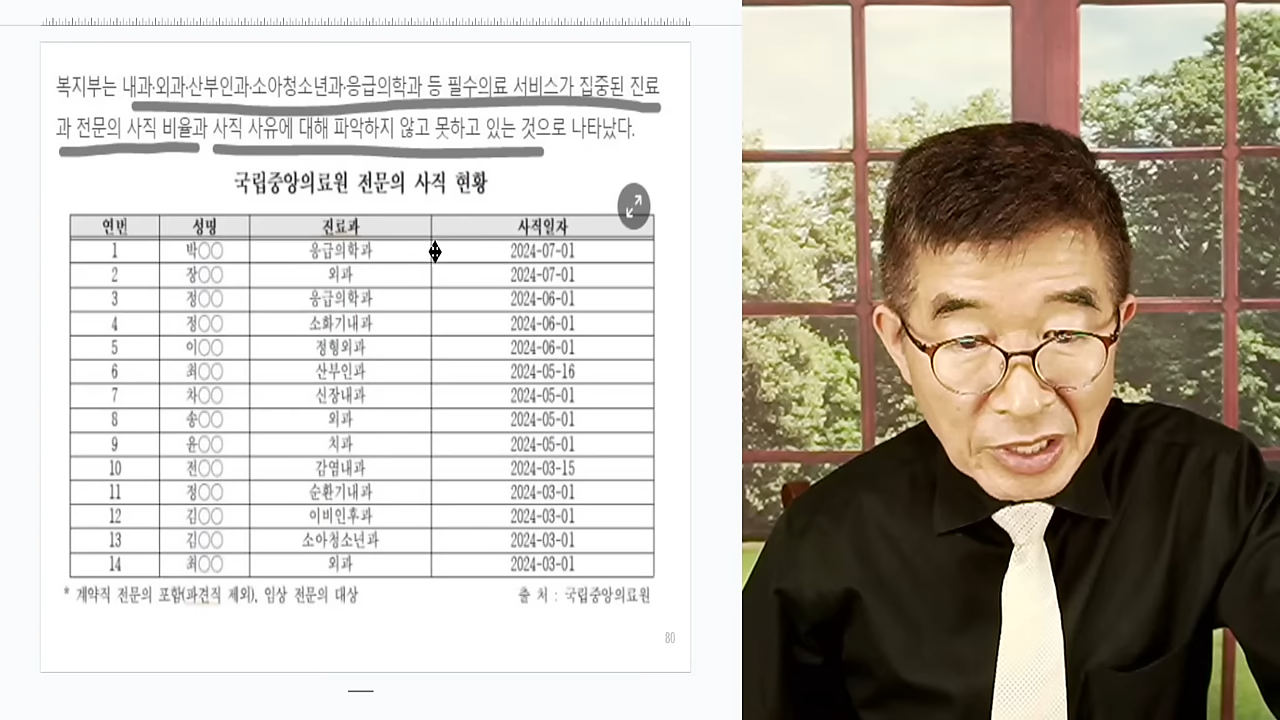 복지부는 내과·외과·산부인과·소아청소년과·응급의학과 등 필수의료 서비스가 집중된 진료
과 전문의 사직 비율과 사직 사유에 대해 파악하지 않고 못하고 있는 것으로 나타났다.
국립중앙의료원 전문의 사직 현황
연번 성명 진료과 사직일자
1 박○○ 응급의학과 2024-07-01
2 장○○ 외과 2024-07-01
3 정○○ 응급의학과 2024-06-01
4 정○○ 소화기내과 2024-06-01
5 이○○ 정형외과 2024-06-01
6 최○○ 산부인과 2024-05-16
7 차○○ 신장내과 2024-05-01
8 송○○ 외과 2024-05-01
9 윤○○ 치과 2024-05-01
10 전○○ 감염내과 2024-03-15
11 정○○ 순환기내과 2024-03-01
12 김○○ 이비인후과 2024-03-01
13 김○○ 소아청소년과 2024-03-01
14 최○○ 외과 2024-03-01
* 계약직 전문의 포함(파견직 제외), 임상 전문의 대상 출 처 : 국립중앙의료원
80